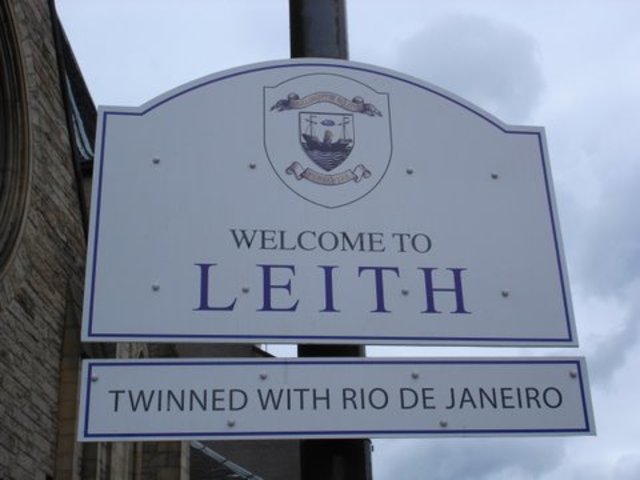 WELCOME TO
LEITH
TWINNED WITH RIO DE JANEIRO